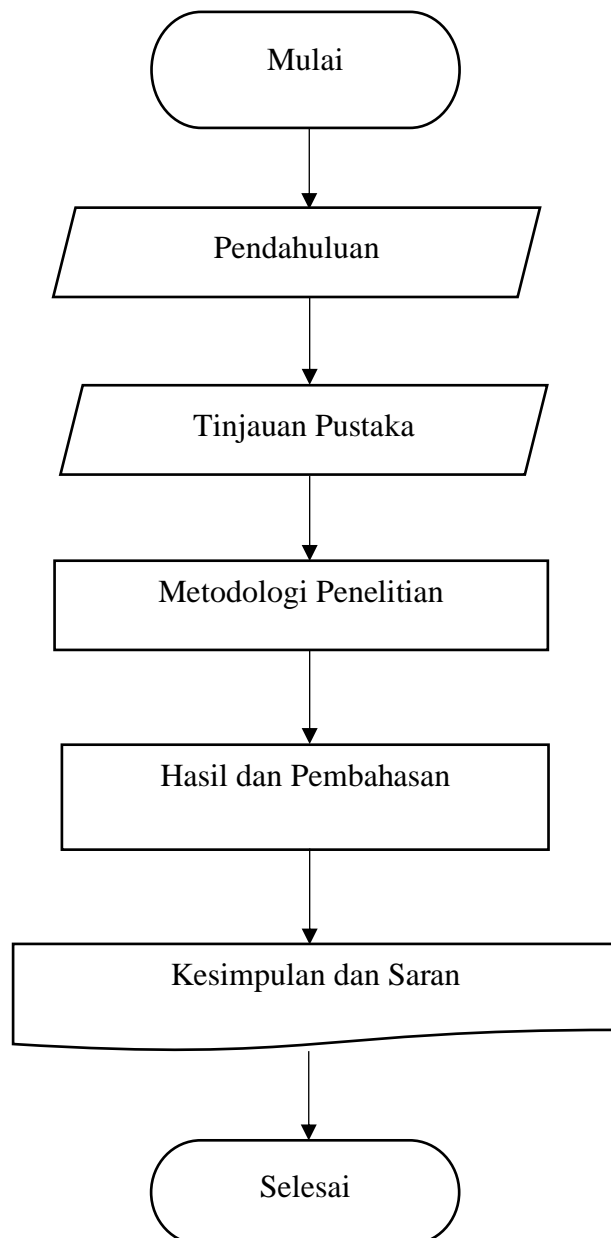 Mulai
Pendahuluan
Tinjauan Pustaka
Metodologi Penelitian
Hasil dan Pembahasan
Kesimpulan dan Saran
Selesai